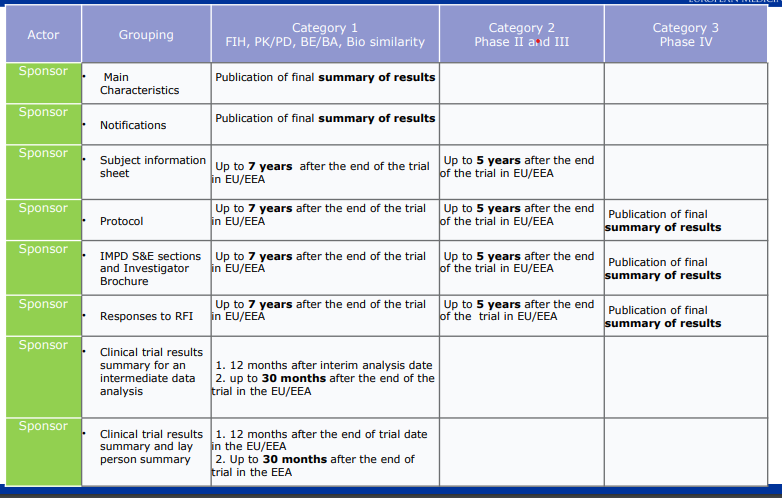 Actor
Grouping
Category 1
FIH, PK/PD, BE/BA, Bio similarity
Category 2
Phase II and III
Category 3
Phase IV
Sponsor
• Main
Characteristics
Publication of final summary of results
Sponsor
• Notifications
Publication of final summary of results
Sponsor
• Subject information
sheet
Up to 7 years after the end of the trial
in EU/EEA
Up to 5 years after the end
of the trial in EU/EEA
Sponsor
• Protocol
Up to 7 years after the end of the trial
in EU/EEA
Up to 5 years after the end
of the trial in EU/EEA
Publication of final
summary of results
Sponsor
• IMPD S&E sections
and Investigator
Brochure
Up to 7 years after the end of the trial
in EU/EEA
Up to 5 years after the end
of the trial in EU/EEA
Publication of final
summary of results
Sponsor
• Responses to RFI
Up to 7 years after the end of the trial
in EU/EEA
Up to 5 years after the end
of the trial in EU/EEA
Publication of final
summary of results
Sponsor
• Clinical trial results
summary for an
intermediate data
analysis
1. 12 months after interim analysis date
2. up to 30 months after the end of the
trial in the EU/EEA
Sponsor
• Clinical trial results
summary and lay
person summary
1. 12 months after the end of trial date
in the EU/EEA
2. Up to 30 months after the end of
trial in the EEA